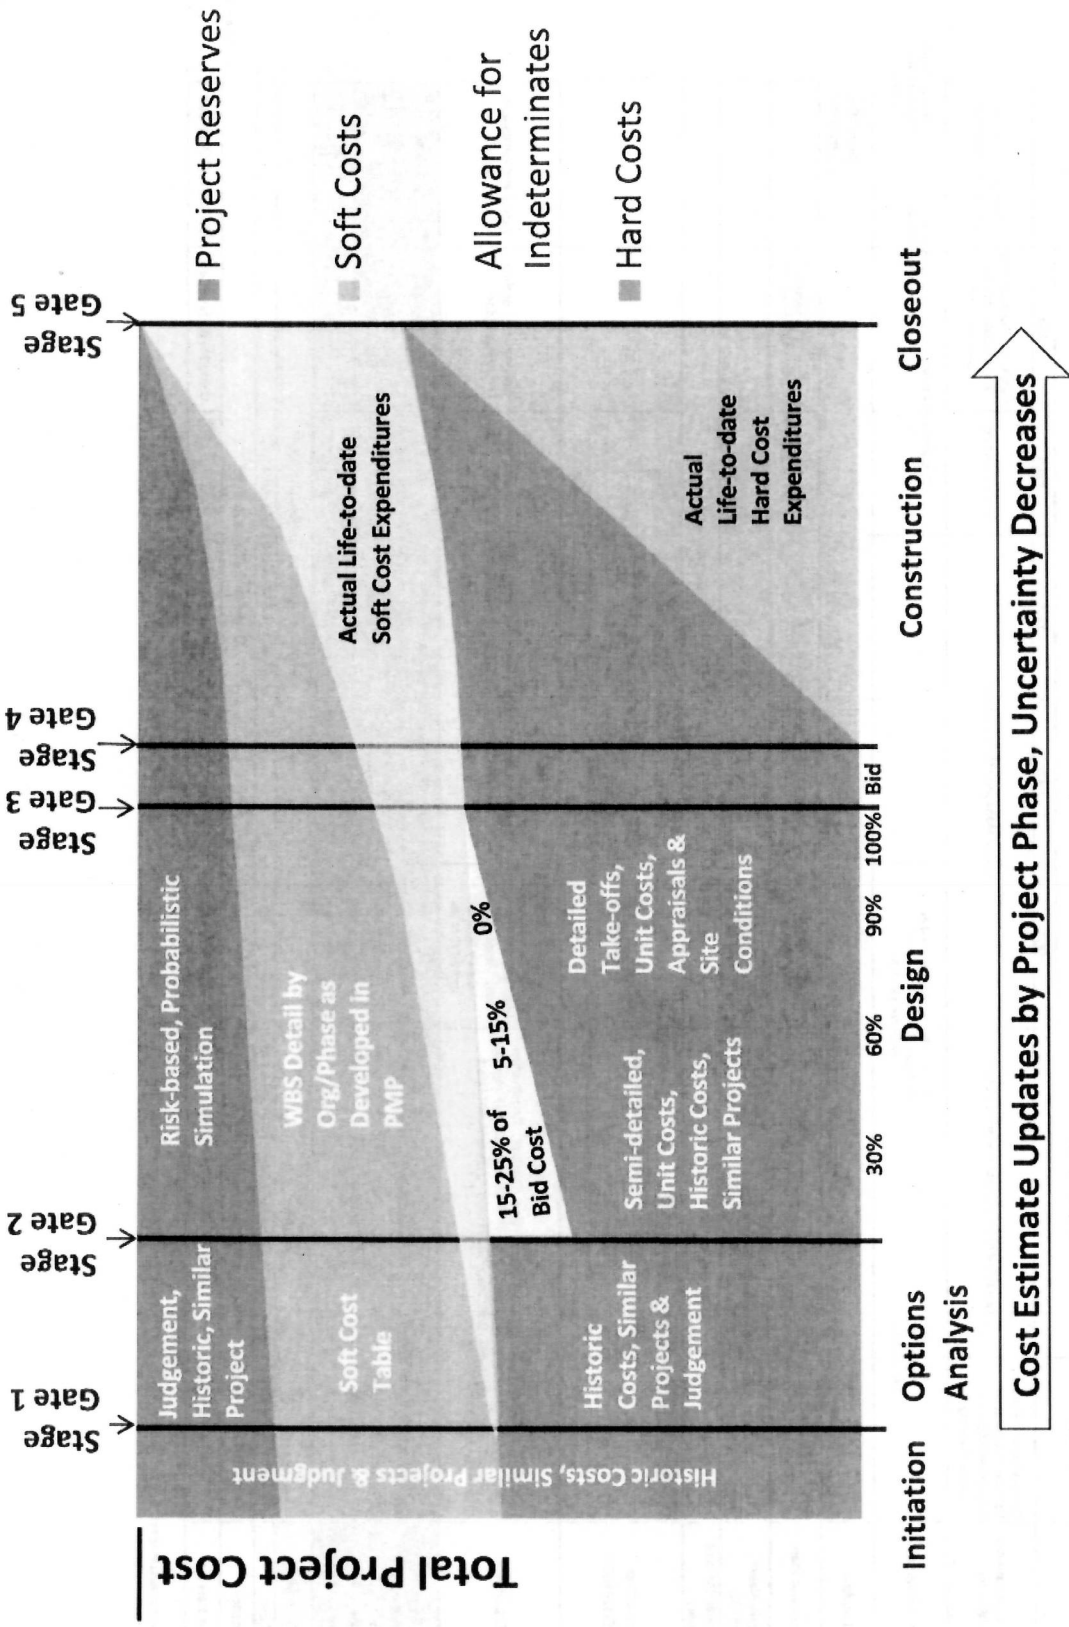 Total Project Cost
Stage
Gate 1
Stage
Gate 2
Stage
Gate 3
Stage
Gate 4
Stage
Gate 5
Historic Costs, Similar Projects & Judgment
Judgement,
Historic, Similar
Project
Risk-based, Probabilistic
Simulation
Soft Cost
Table
WBS Detail by
Org/Phase as
Developed in
PMP
Actual Life-to-date
Soft Cost Expenditures
15-25% of
Bid Cost
5-15%
0%
Historic
Costs, Similar
Projects &
Judgement
Semi-detailed,
Unit Costs,
Historic Costs,
Similar Projects
Detailed
Take-offs,
Unit Costs,
Appraisals &
Site
Conditions
Actual
Life-to-date
Hard Cost
Expenditures
Project Reserves
Soft Costs
Allowance for
Indeterminates
Hard Costs
30%
60%
90%
100%
Bid
Initiation
Options
Analysis
Design
Construction
Closeout
Cost Estimate Updates by Project Phase, Uncertainty Decreases